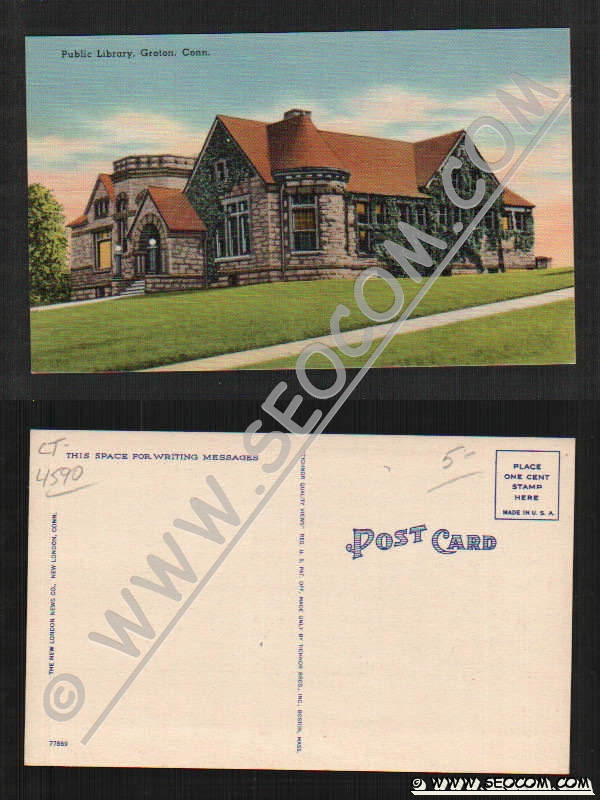 Public Library, Groton, Conn.
© WWW.SEOCOM.COM
CT-
4590
THIS SPACE FOR WRITING MESSAGES
5-
PLACE
ONE CENT
STAMP
HERE
MADE IN U. S. A.
POST CARD
THE NEW LONDON NEWS CO., NEW LONDON, CONN.
"TICHNOR QUALITY VIEWS" REG. U. S. PAT. OFF. MADE ONLY BY TICHNOR BROS., INC., BOSTON, MASS.
77869
© WWW.SEOCOM.COM